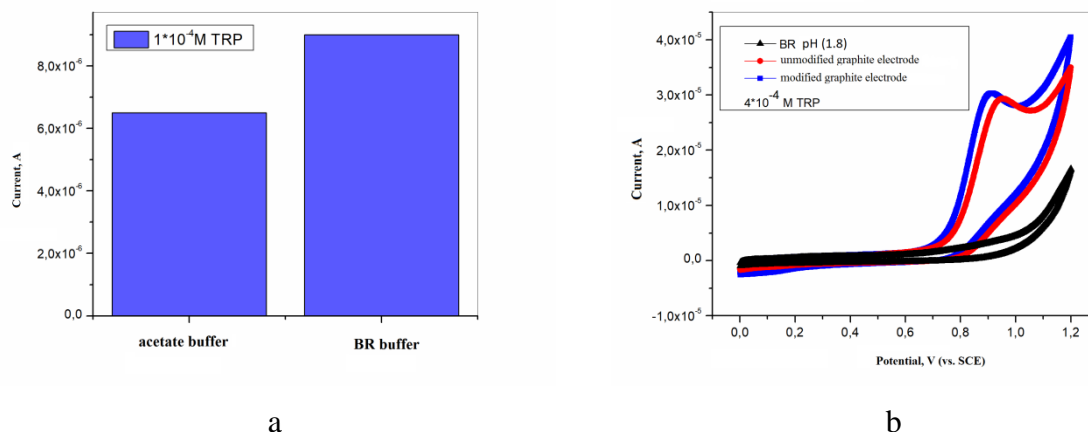 1*10⁻⁴M TRP
8,0x10⁻⁶
6,0x10⁻⁶
4,0x10⁻⁶
2,0x10⁻⁶
0,0
Current, A
acetate buffer
BR buffer
a
4,0x10⁻⁵
3,0x10⁻⁵
2,0x10⁻⁵
1,0x10⁻⁵
0,0
-1,0x10⁻⁵
Current, A
BR pH (1.8)
unmodified graphite electrode
modified graphite electrode
4*10⁻⁴ M TRP
0,0 0,2 0,4 0,6 0,8 1,0 1,2
Potential, V (vs. SCE)
b